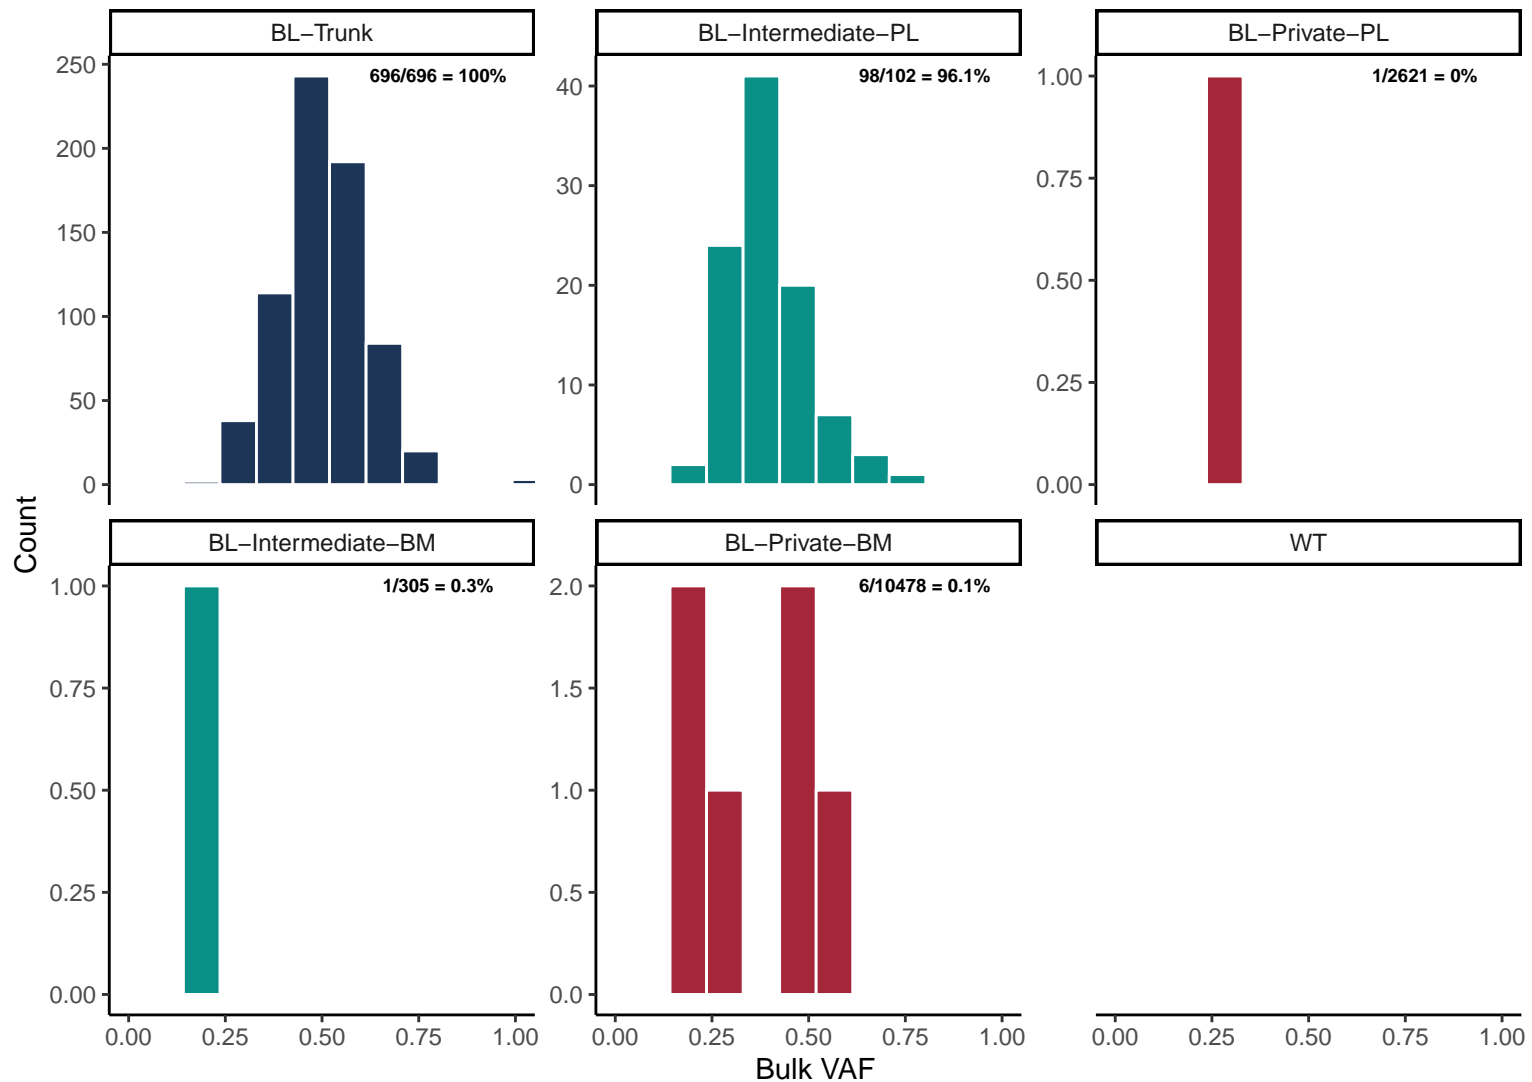 BL−Trunk
BL−Intermediate−PL
BL−Private−PL
696/696 = 100%
98/102 = 96.1%
1/2621 = 0%
250
200
150
100
50
0
40
30
20
10
0
1.00
0.75
0.50
0.25
0.00
Count
BL−Intermediate−BM
BL−Private−BM
WT
1/305 = 0.3%
6/10478 = 0.1%
1.00
0.75
0.50
0.25
0.00
2.0
1.5
1.0
0.5
0.0
0.00 0.25 0.50 0.75 1.00
0.00 0.25 0.50 0.75 1.00
0.00 0.25 0.50 0.75 1.00
Bulk VAF